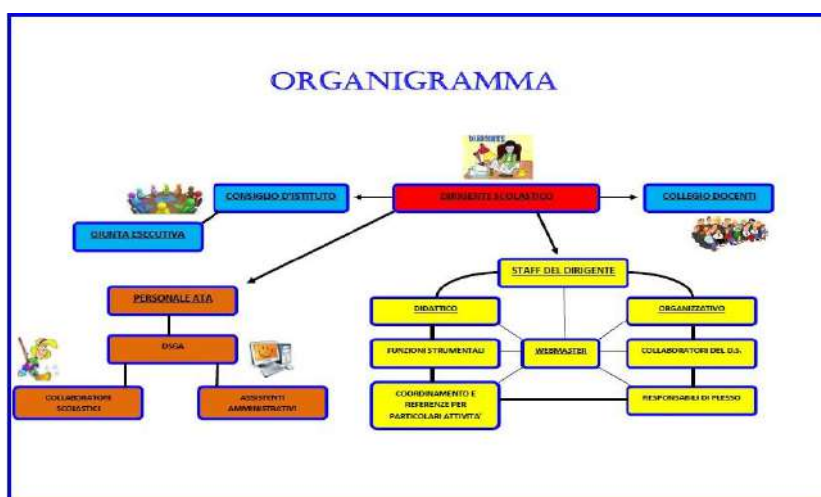 ORGANIGRAMMA
DIRIGENTE
CONSIGLIO D'ISTITUTO
DIRIGENTE SCOLASTICO
COLLEGIO DOCENTI
GIUNTA ESECUTIVA
STAFF DEL DIRIGENTE
PERSONALE ATA
DIDATTICO
ORGANIZZATIVO
DSGA
FUNZIONI STRUMENTALI
WEBMASTER
COLLABORATORI DEL D.S.
COLLABORATORI
SCOLASTICI
ASSISTENTI
AMMINISTRATIVI
COORDINAMENTO E
REFERENZE PER
PARTICOLARI ATTIVITA'
RESPONSABILI DI PLESSO